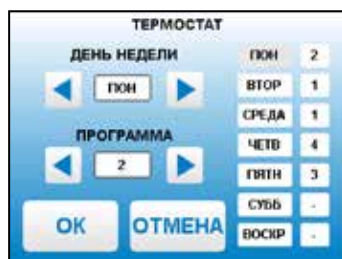 ТЕРМОСТАТ
ДЕНЬ НЕДЕЛИ
ПОН
ПРОГРАММА
2
ОК
ОТМЕНА
ПОН 2
ВТОР 1
СРЕДА 1
ЧЕТВ 4
ПЯТН 3
СУББ -
ВОСКР -